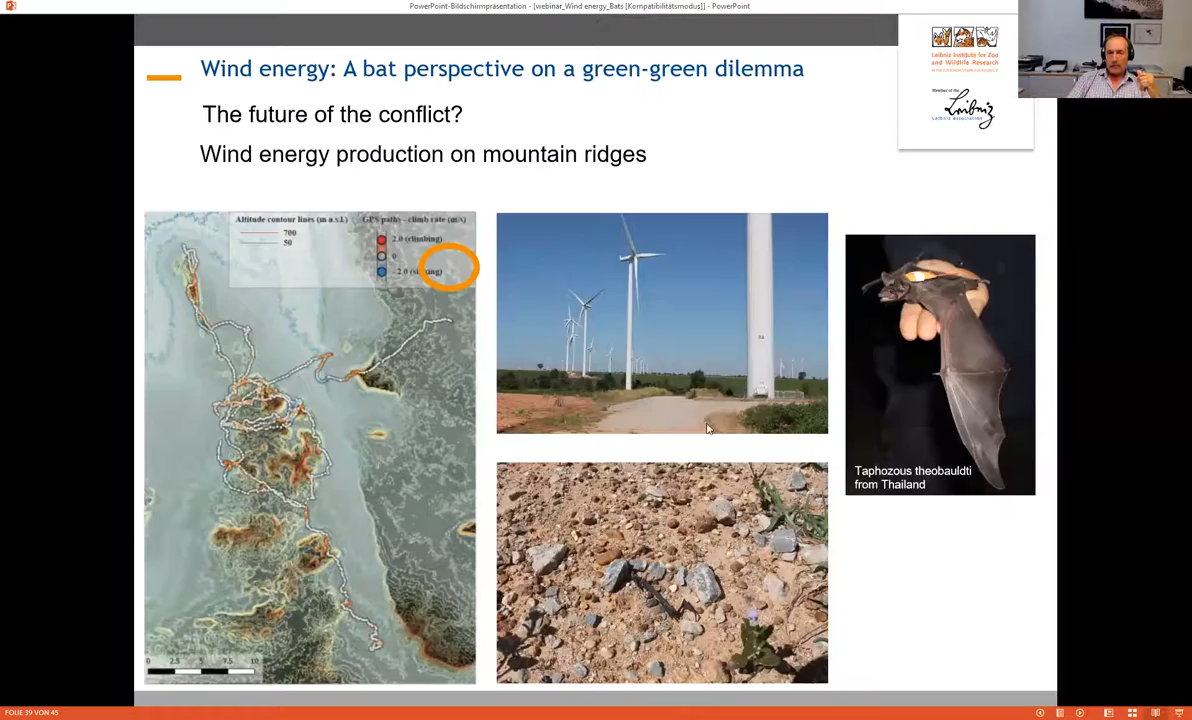 PowerPoint-Bildschirmpräsentation - [webinar_Wind energy_Bats [Kompatibilitätsmodus]] - PowerPoint
Wind energy: A bat perspective on a green-green dilemma
Leibniz Institute for Zoo
and Wildlife Research
Member of the
Leibniz
Leibniz Association
The future of the conflict?
Wind energy production on mountain ridges
Altitude contour lines (m a.s.l.)
700
50
GPS paths - climb rate (m/s)
2.0 (climbing)
0
-2.0 (sinking)
0 2.5 5 7.5 10
Taphozous theobauldti
from Thailand
FOLIE 39 VON 45